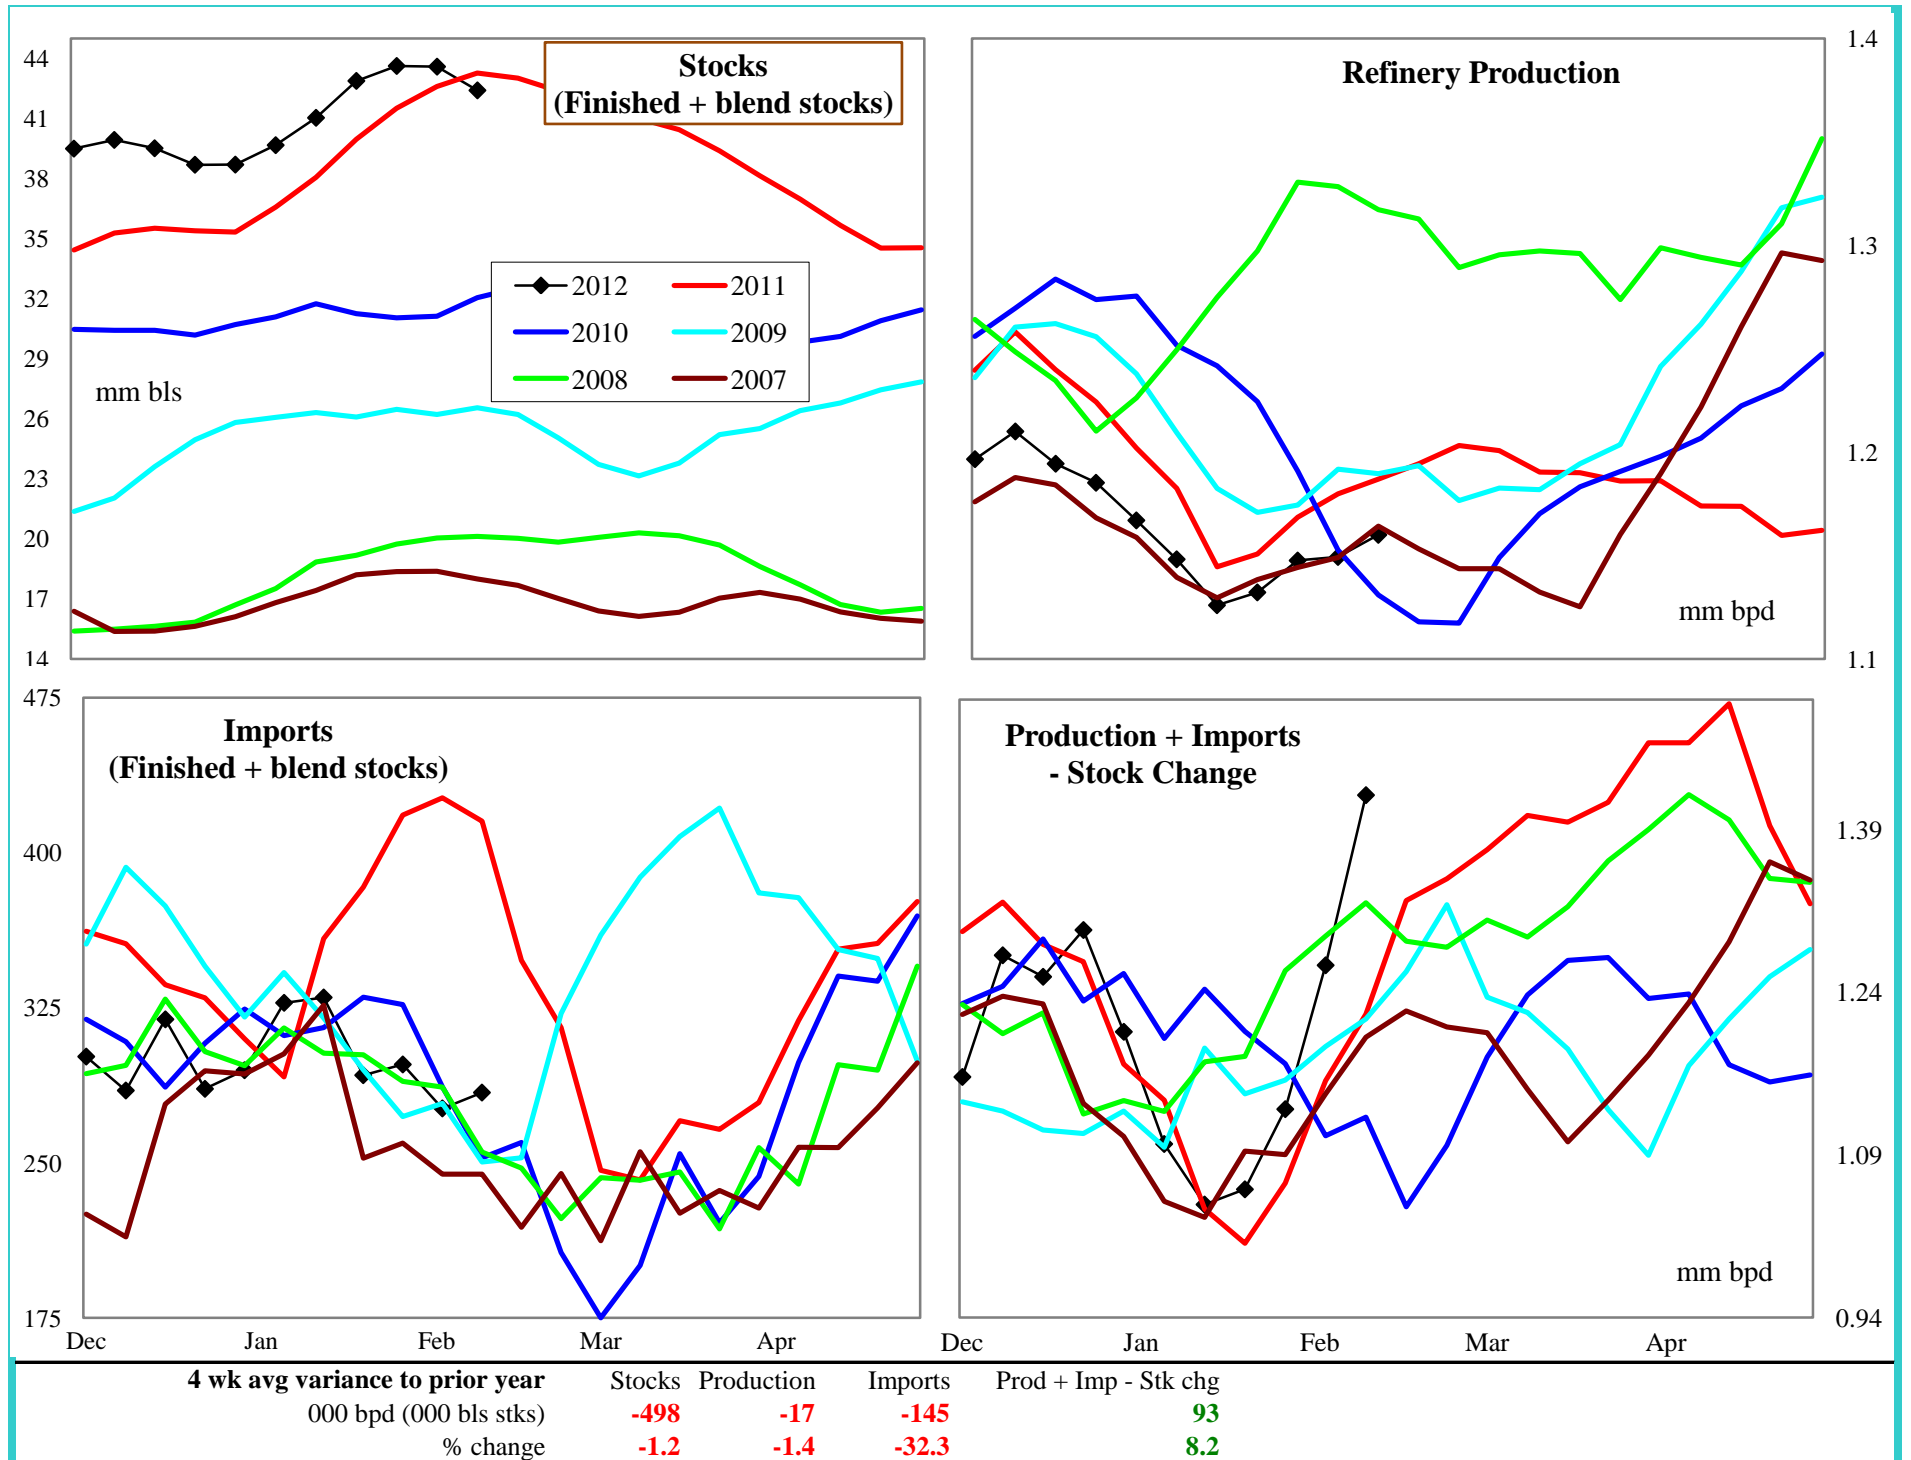 Stocks
(Finished + blend stocks)
44
41
38
35
32
29
26
23
20
17
14
mm bls
2012
2011
2010
2009
2008
2007
Refinery Production
1.4
1.3
1.2
1.1
mm bpd
Imports
(Finished + blend stocks)
475
400
325
250
175
Dec Jan Feb Mar Apr
Production + Imports
- Stock Change
1.39
1.24
1.09
0.94
mm bpd
Dec Jan Feb Mar Apr
4 wk avg variance to prior year Stocks Production Imports Prod + Imp - Stk chg
000 bpd (000 bls stks) -498 -17 -145 93
% change -1.2 -1.4 -32.3 8.2